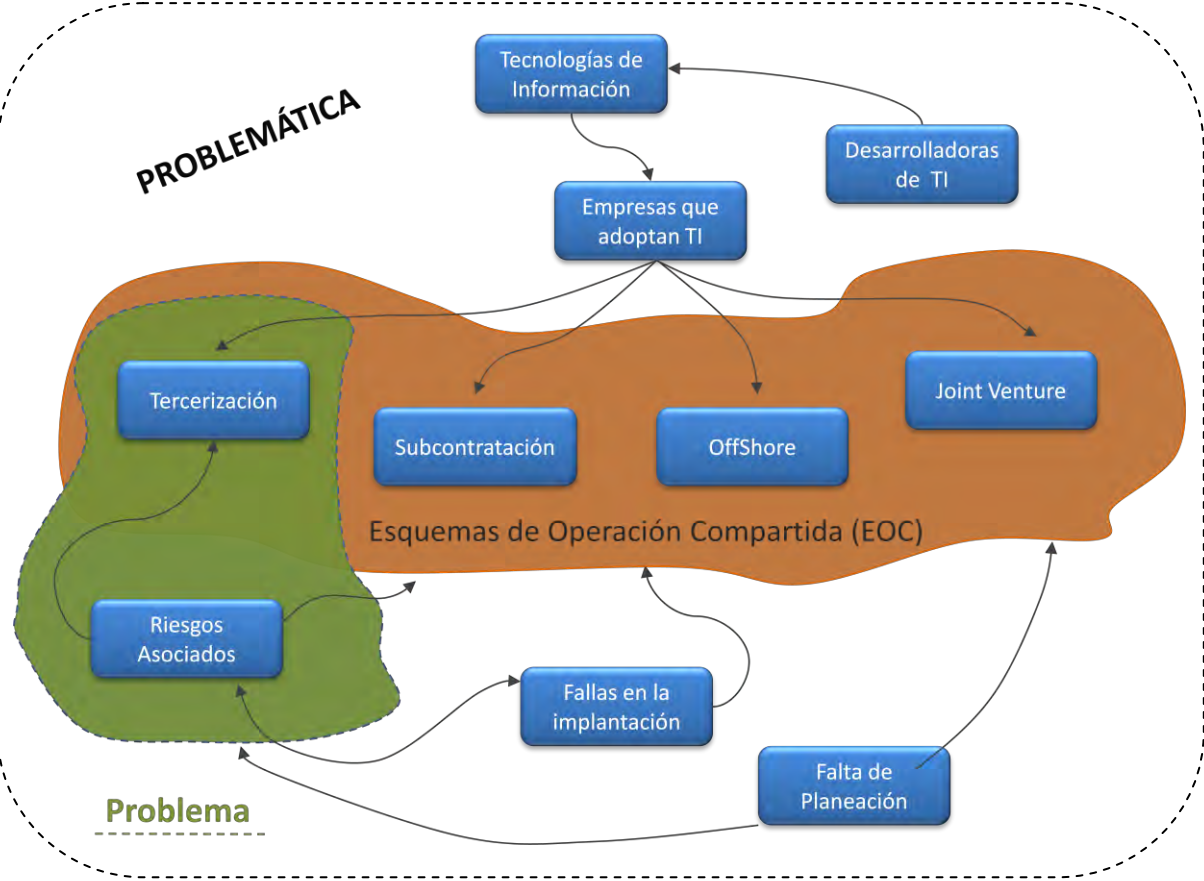 Tecnologías de
Información
PROBLEMÁTICA
Desarrolladoras
de TI
Empresas que
adoptan TI
Tercerización
Subcontratación
OffShore
Joint Venture
Esquemas de Operación Compartida (EOC)
Riesgos
Asociados
Fallas en la
implantación
Falta de
Planeación
Problema